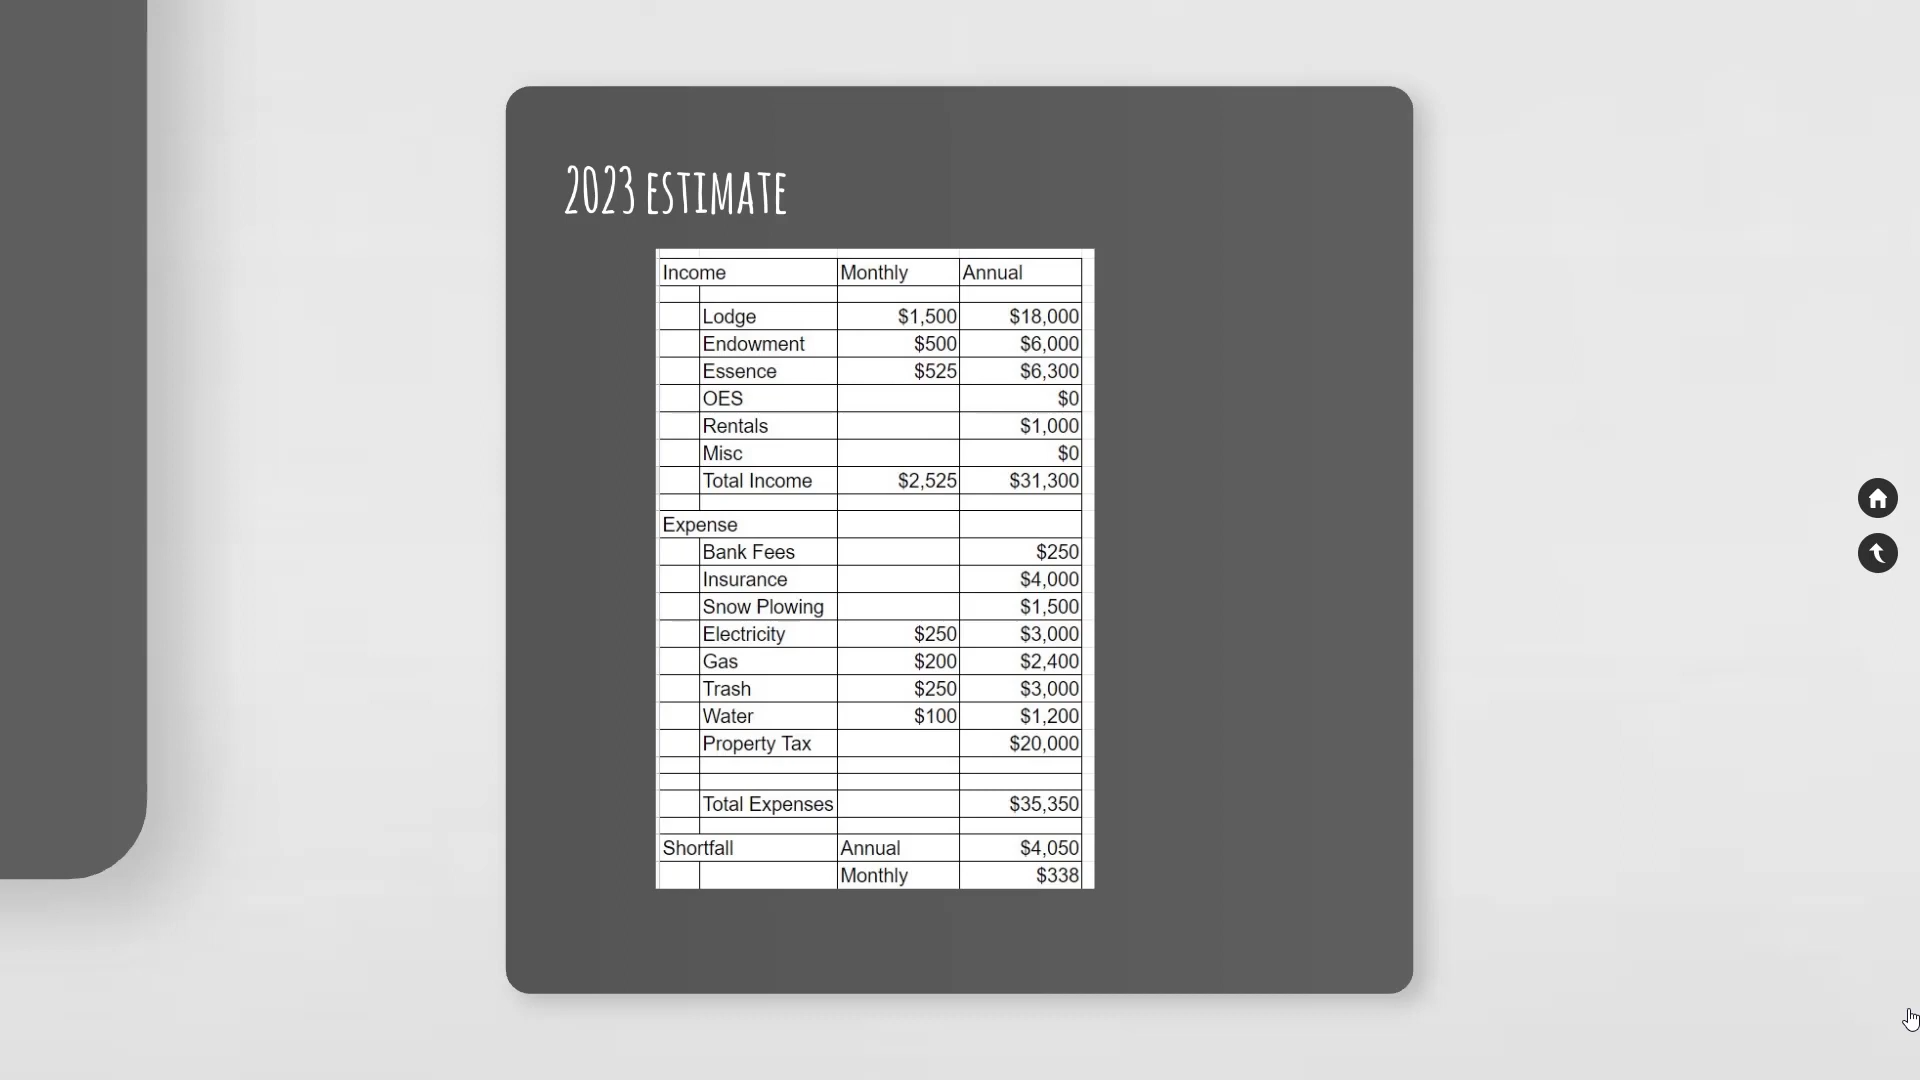 2023 ESTIMATE
Income Monthly Annual
Lodge $1,500 $18,000
Endowment $500 $6,000
Essence $525 $6,300
OES $0
Rentals $1,000
Misc $0
Total Income $2,525 $31,300
Expense
Bank Fees $250
Insurance $4,000
Snow Plowing $1,500
Electricity $250 $3,000
Gas $200 $2,400
Trash $250 $3,000
Water $100 $1,200
Property Tax $20,000
Total Expenses $35,350
Shortfall Annual $4,050
Monthly $338